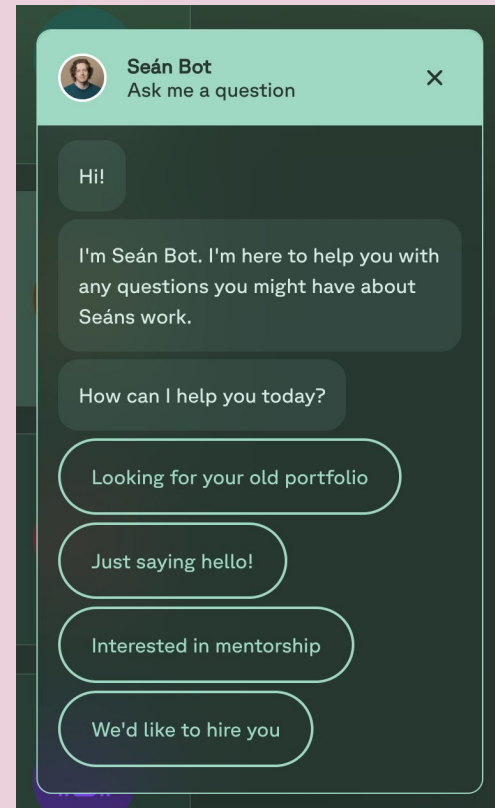 Seán Bot
Ask me a question
Hi!
I'm Seán Bot. I'm here to help you with
any questions you might have about
Seáns work.
How can I help you today?
Looking for your old portfolio
Just saying hello!
Interested in mentorship
We'd like to hire you